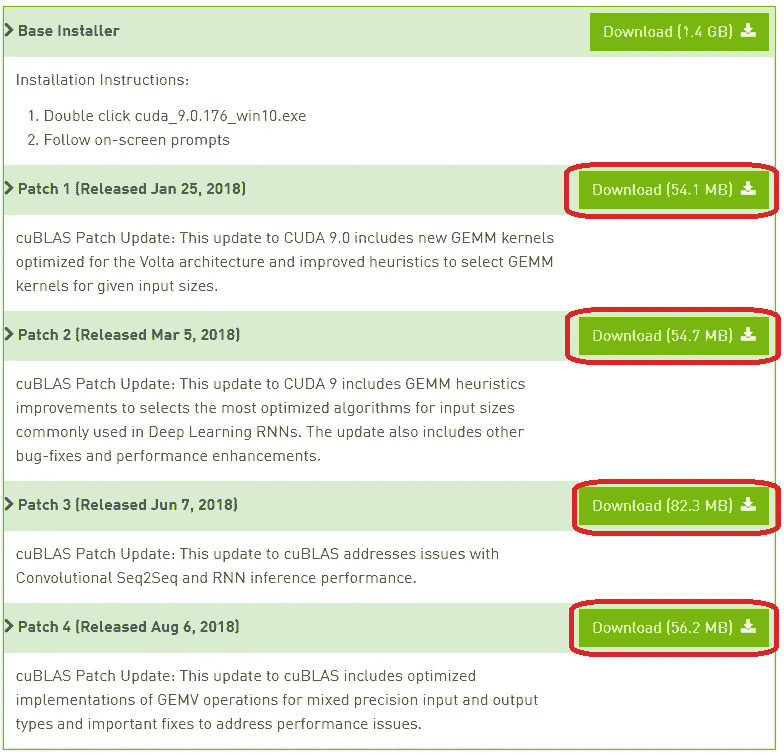 Base Installer
Download (1.4 GB)
Installation Instructions:
1. Double click cuda_9.0.176_win10.exe
2. Follow on-screen prompts
Patch 1 (Released Jan 25, 2018)
Download (54.1 MB)
cuBLAS Patch Update: This update to CUDA 9.0 includes new GEMM kernels
optimized for the Volta architecture and improved heuristics to select GEMM
kernels for given input sizes.
Patch 2 (Released Mar 5, 2018)
Download (54.7 MB)
cuBLAS Patch Update: This update to CUDA 9 includes GEMM heuristics
improvements to selects the most optimized algorithms for input sizes
commonly used in Deep Learning RNNs. The update also includes other
bug-fixes and performance enhancements.
Patch 3 (Released Jun 7, 2018)
Download (82.3 MB)
cuBLAS Patch Update: This update to cuBLAS addresses issues with
Convolutional Seq2Seq and RNN inference performance.
Patch 4 (Released Aug 6, 2018)
Download (56.2 MB)
cuBLAS Patch Update: This update to cuBLAS includes optimized
implementations of GEMV operations for mixed precision input and output
types and important fixes to address performance issues.